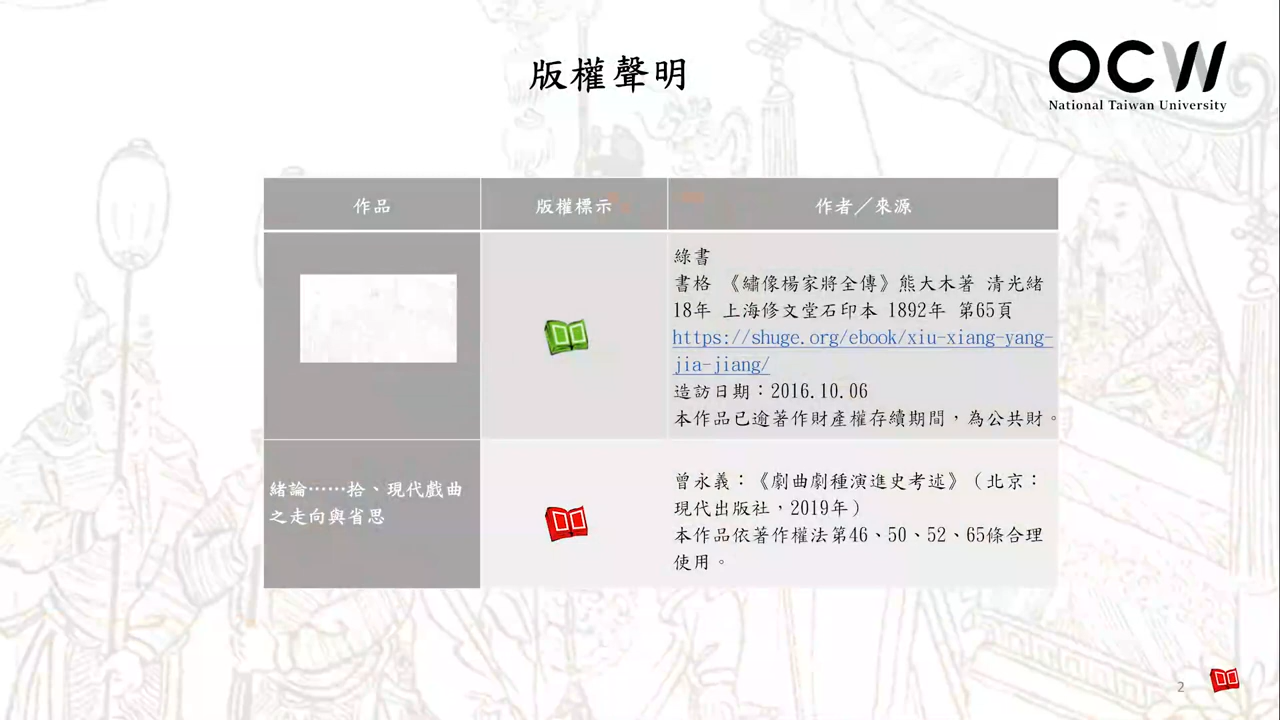 版權聲明
OCW
National Taiwan University
作品
版權標示
作者／來源
綠書
書格 《繡像楊家將全傳》熊大木著 清光緒
18年 上海修文堂石印本 1892年 第65頁
https://shuge.org/ebook/xiu-xiang-yang-
jia-jiang/
造訪日期：2016.10.06
本作品已逾著作財產權存續期間，為公共財。
緒論……拾、現代戲曲
之走向與省思
曾永義：《劇曲劇種演進史考述》（北京：
現代出版社，2019年）
本作品依著作權法第46、50、52、65條合理
使用。
2